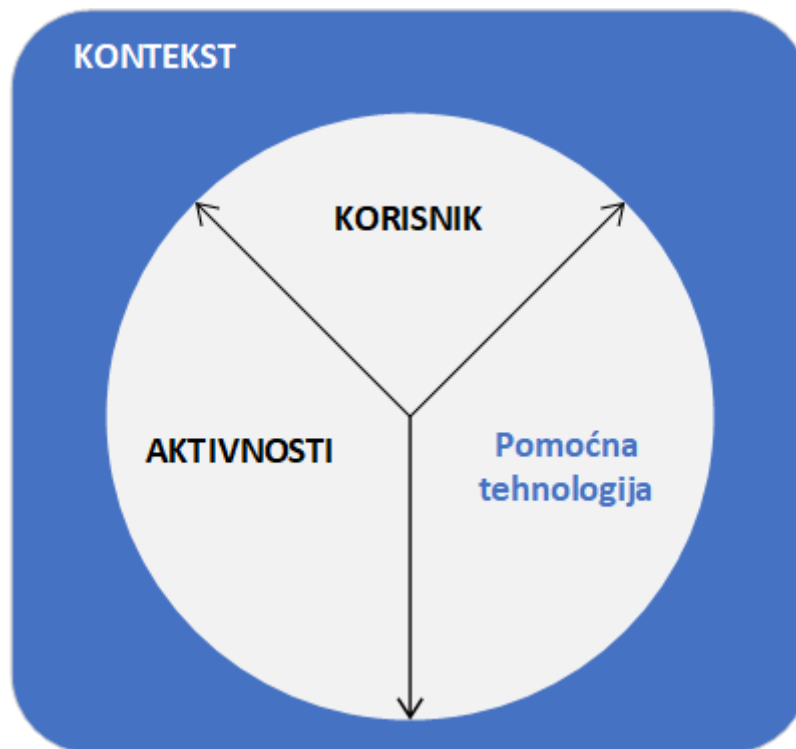 KONTEKST
KORISNIK
AKTIVNOSTI
Pomoćna
tehnologija